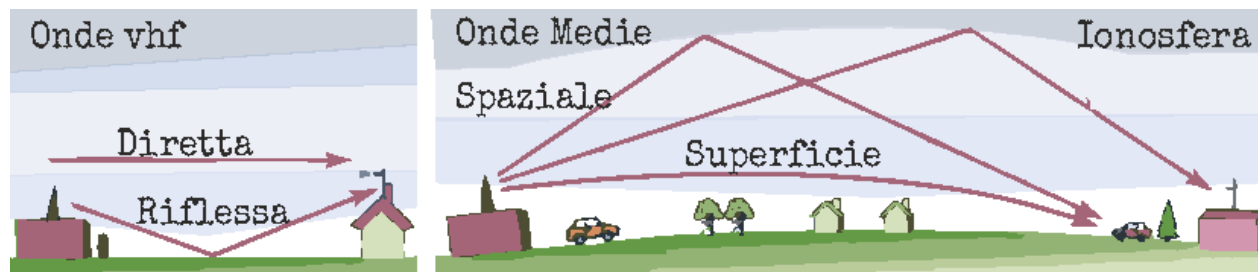 Onde vhf
Diretta
Riflessa
Onde Medie
Ionosfera
Spaziale
Superficie